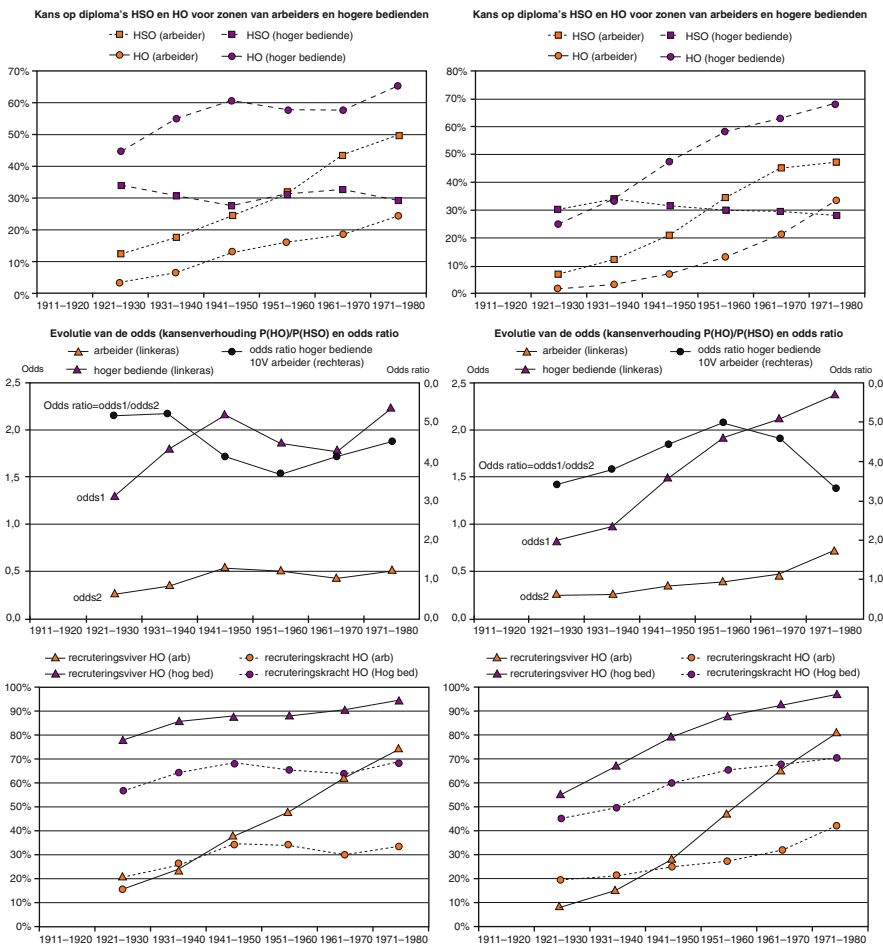 Kans op diploma's HSO en HO voor zonen van arbeiders en hogere bedienden
HSO (arbeider) HSO (hoger bediende)
HO (arbeider) HO (hoger bediende)
70%
60%
50%
40%
30%
20%
10%
0%
1911–1920 1921–1930 1931–1940 1941–1950 1951–1960 1961–1970 1971–1980
Kans op diploma's HSO en HO voor zonen van arbeiders en hogere bedienden
HSO (arbeider) HSO (hoger bediende)
HO (arbeider) HO (hoger bediende)
80%
70%
60%
50%
40%
30%
20%
10%
0%
1911–1920 1921–1930 1931–1940 1941–1950 1951–1960 1961–1970 1971–1980
Evolutie van de odds (kansenverhouding P(HO)/P(HSO) en odds ratio
arbeider (linkeras) odds ratio hoger bediende
10V arbeider (rechteras)
hoger bediende (linkeras)
Odds Odds ratio
2,5 0,0
Odds ratio=odds1/odds2
5,0
2,0
4,0
1,5
odds1 3,0
1,0
2,0
0,5 1,0
odds2
0,0 0,0
1911–1920 1921–1930 1931–1940 1941–1950 1951–1960 1961–1970 1971–1980
Evolutie van de odds (kansenverhouding P(HO)/P(HSO) en odds ratio
arbeider (linkeras) odds ratio hoger bediende
10V arbeider (rechteras)
hoger bediende (linkeras)
Odds Odds ratio
2,5 0,0
5,0
2,0
4,0
Odds ratio=odds1/odds2
1,5
3,0
1,0
odds1 2,0
0,5 1,0
odds2
0,0 0,0
1911–1920 1921–1930 1931–1940 1941–1950 1951–1960 1961–1970 1971–1980
recruteringsviver HO (arb) recruteringskracht HO (arb)
recruteringsviver HO (hog bed) recruteringskracht HO (Hog bed)
100%
90%
80%
70%
60%
50%
40%
30%
20%
10%
0%
1911–1920 1921–1930 1931–1940 1941–1950 1951–1960 1961–1970 1971–1980
recruteringsviver HO (arb) recruteringskracht HO (arb)
recruteringsviver HO (hog bed) recruteringskracht HO (Hog bed)
100%
90%
80%
70%
60%
50%
40%
30%
20%
10%
0%
1911–1920 1921–1930 1931–1940 1941–1950 1951–1960 1961–1970 1971–1980